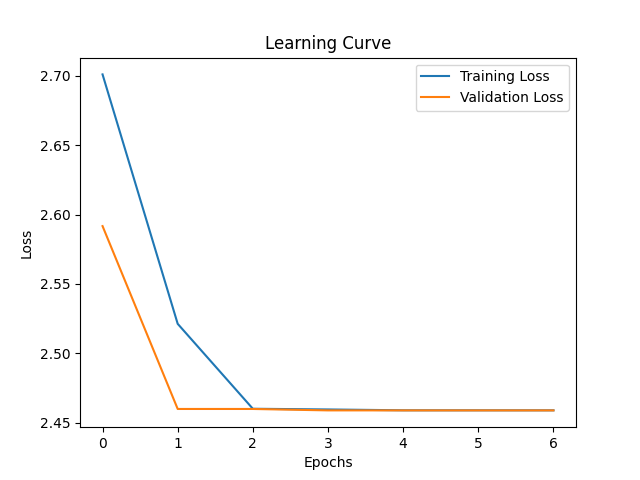 Learning Curve
Training Loss
Validation Loss
2.70
2.65
2.60
2.55
2.50
2.45
Loss
0 1 2 3 4 5 6
Epochs